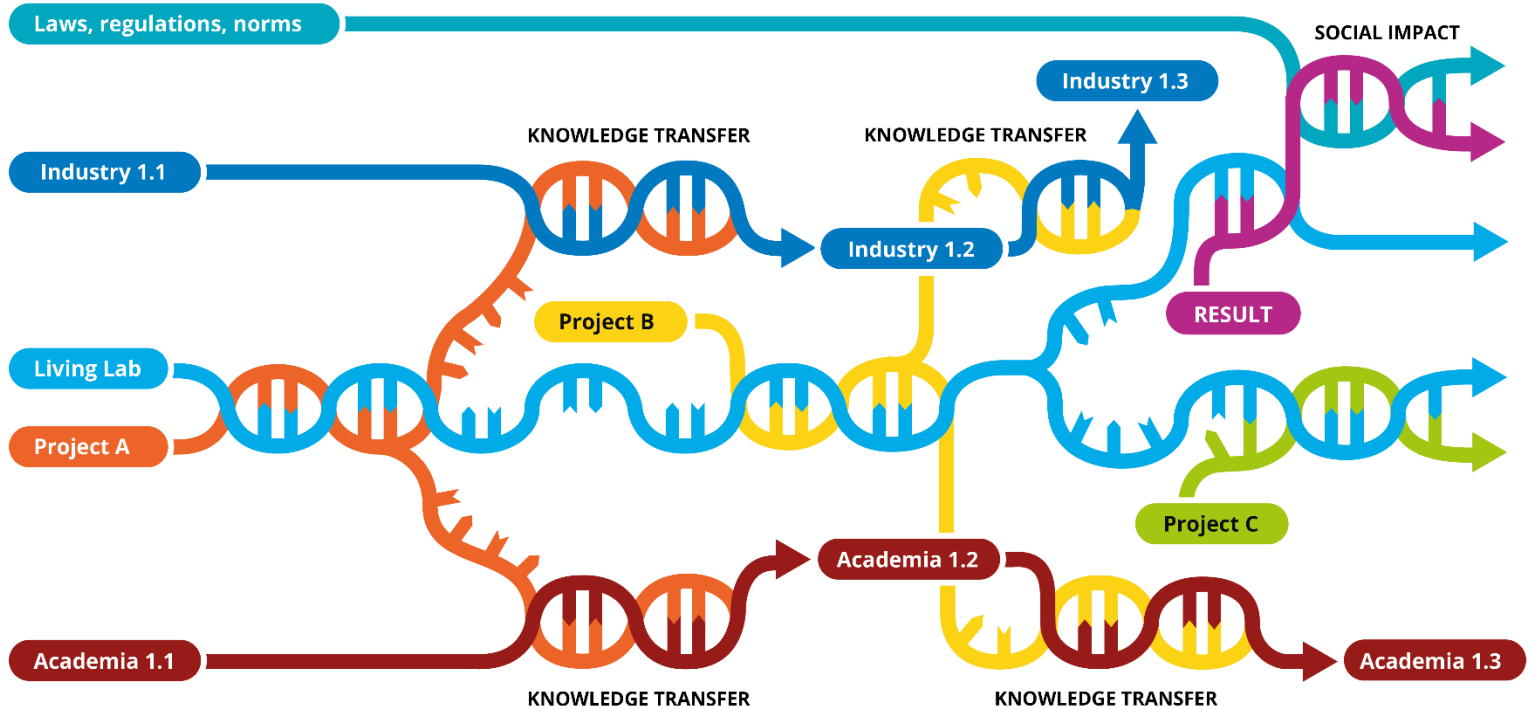 Laws, regulations, norms
SOCIAL IMPACT
Industry 1.3
KNOWLEDGE TRANSFER
KNOWLEDGE TRANSFER
Industry 1.1
Industry 1.2
RESULT
Project B
Living Lab
Project A
Project C
Academia 1.2
Academia 1.1
Academia 1.3
KNOWLEDGE TRANSFER
KNOWLEDGE TRANSFER